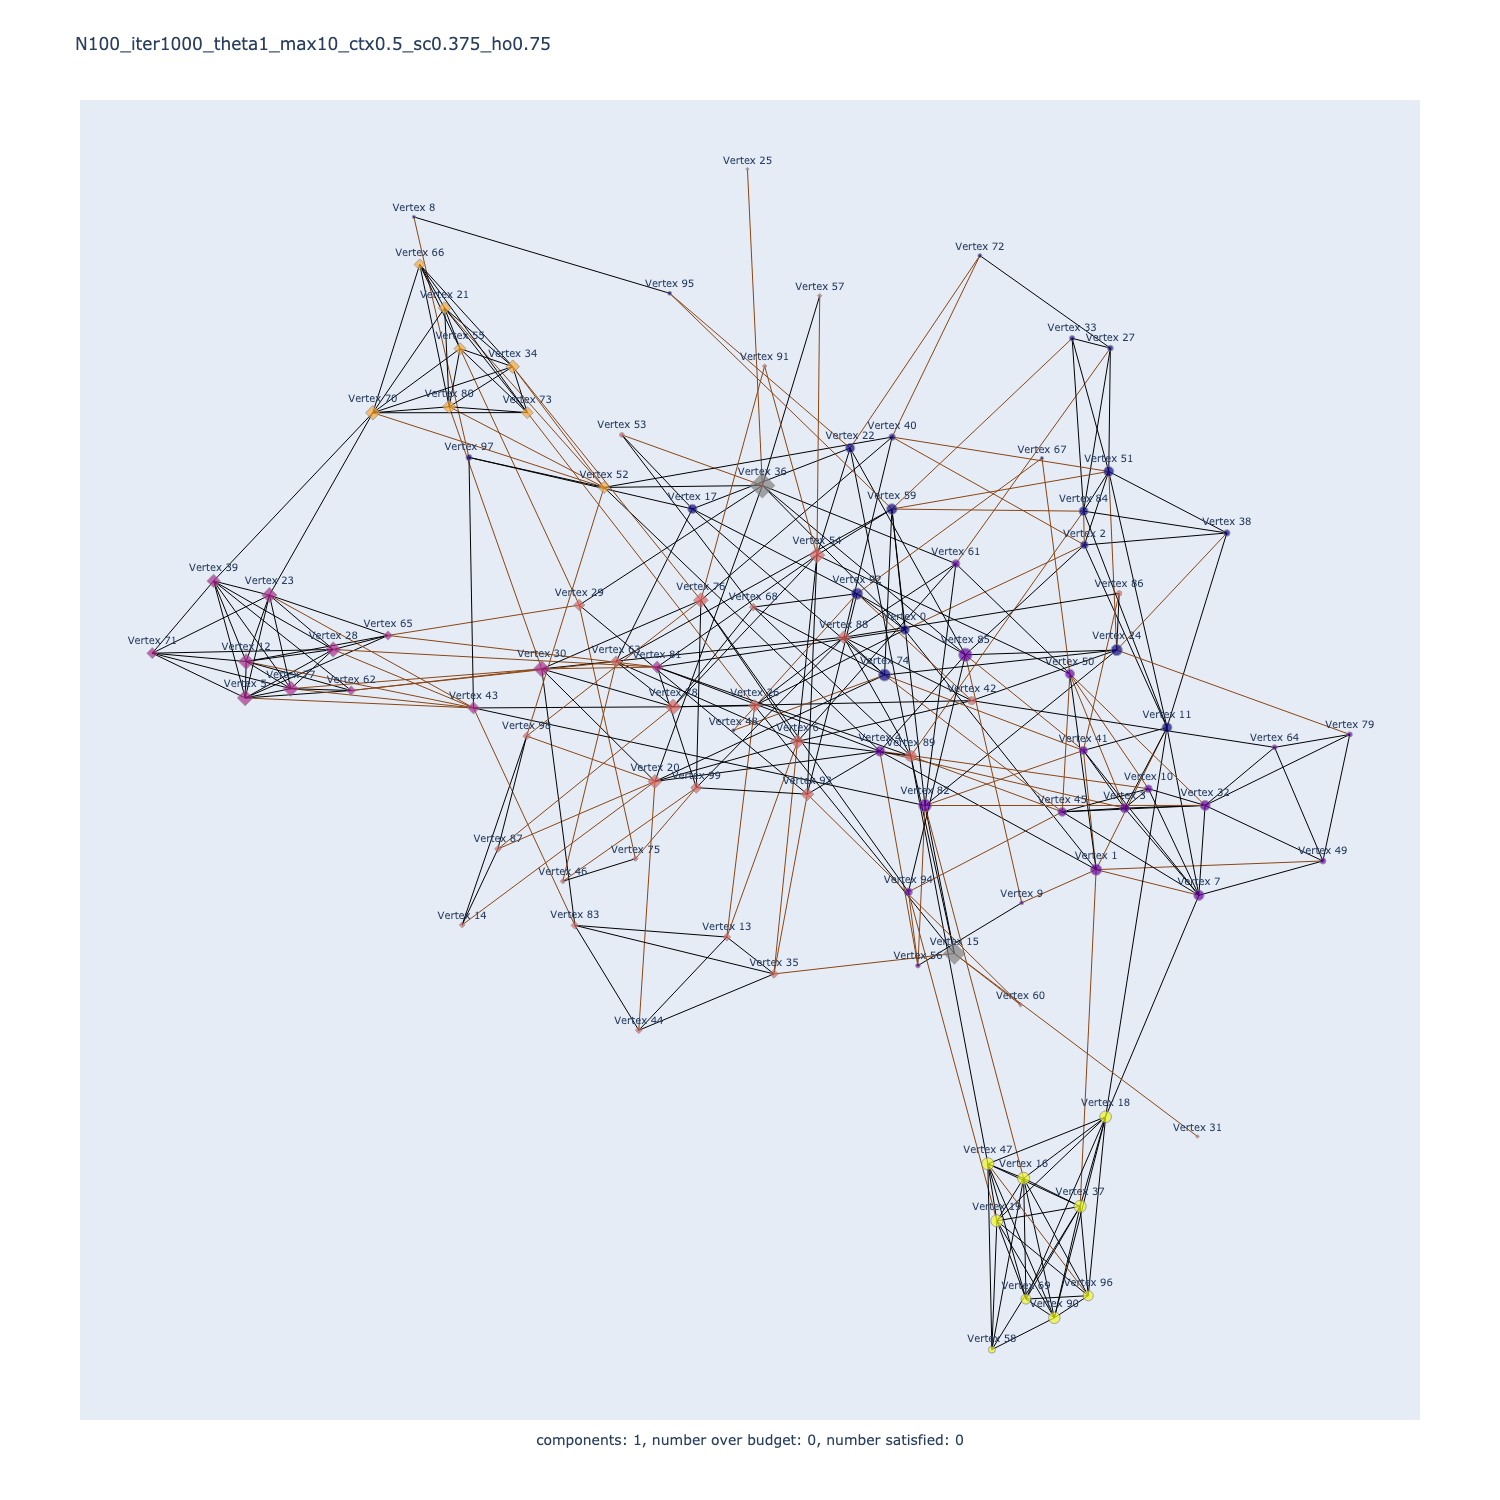 N100_iter1000_theta1_max10_ctx0.5_sc0.375_ho0.75
Vertex 25
Vertex 8
Vertex 72
Vertex 66
Vertex 95
Vertex 57
Vertex 21
Vertex 33
Vertex 27
Vertex 55
Vertex 34
Vertex 91
Vertex 70
Vertex 80
Vertex 73
Vertex 53
Vertex 40
Vertex 22
Vertex 97
Vertex 67
Vertex 51
Vertex 52
Vertex 36
Vertex 17
Vertex 59
Vertex 84
Vertex 38
Vertex 2
Vertex 54
Vertex 61
Vertex 39
Vertex 23
Vertex 29
Vertex 76
Vertex 68
Vertex 92
Vertex 86
Vertex 65
Vertex 0
Vertex 88
Vertex 71
Vertex 12
Vertex 28
Vertex 30
Vertex 63
Vertex 81
Vertex 85
Vertex 24
Vertex 5
Vertex 77
Vertex 62
Vertex 74
Vertex 50
Vertex 43
Vertex 78
Vertex 26
Vertex 42
Vertex 98
Vertex 48
Vertex 6
Vertex 4
Vertex 89
Vertex 41
Vertex 11
Vertex 64
Vertex 79
Vertex 20
Vertex 99
Vertex 93
Vertex 82
Vertex 45
Vertex 3
Vertex 10
Vertex 32
Vertex 87
Vertex 75
Vertex 46
Vertex 1
Vertex 49
Vertex 94
Vertex 9
Vertex 7
Vertex 14
Vertex 83
Vertex 13
Vertex 35
Vertex 15
Vertex 56
Vertex 60
Vertex 44
Vertex 18
Vertex 31
Vertex 47
Vertex 16
Vertex 37
Vertex 19
Vertex 69
Vertex 96
Vertex 90
Vertex 58
components: 1, number over budget: 0, number satisfied: 0